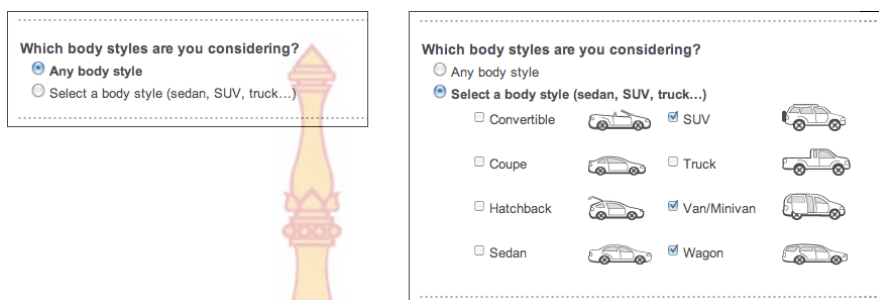 Which body styles are you considering?
Any body style
Select a body style (sedan, SUV, truck...)
Which body styles are you considering?
Any body style
Select a body style (sedan, SUV, truck...)
Convertible SUV
Coupe Truck
Hatchback Van/Minivan
Sedan Wagon